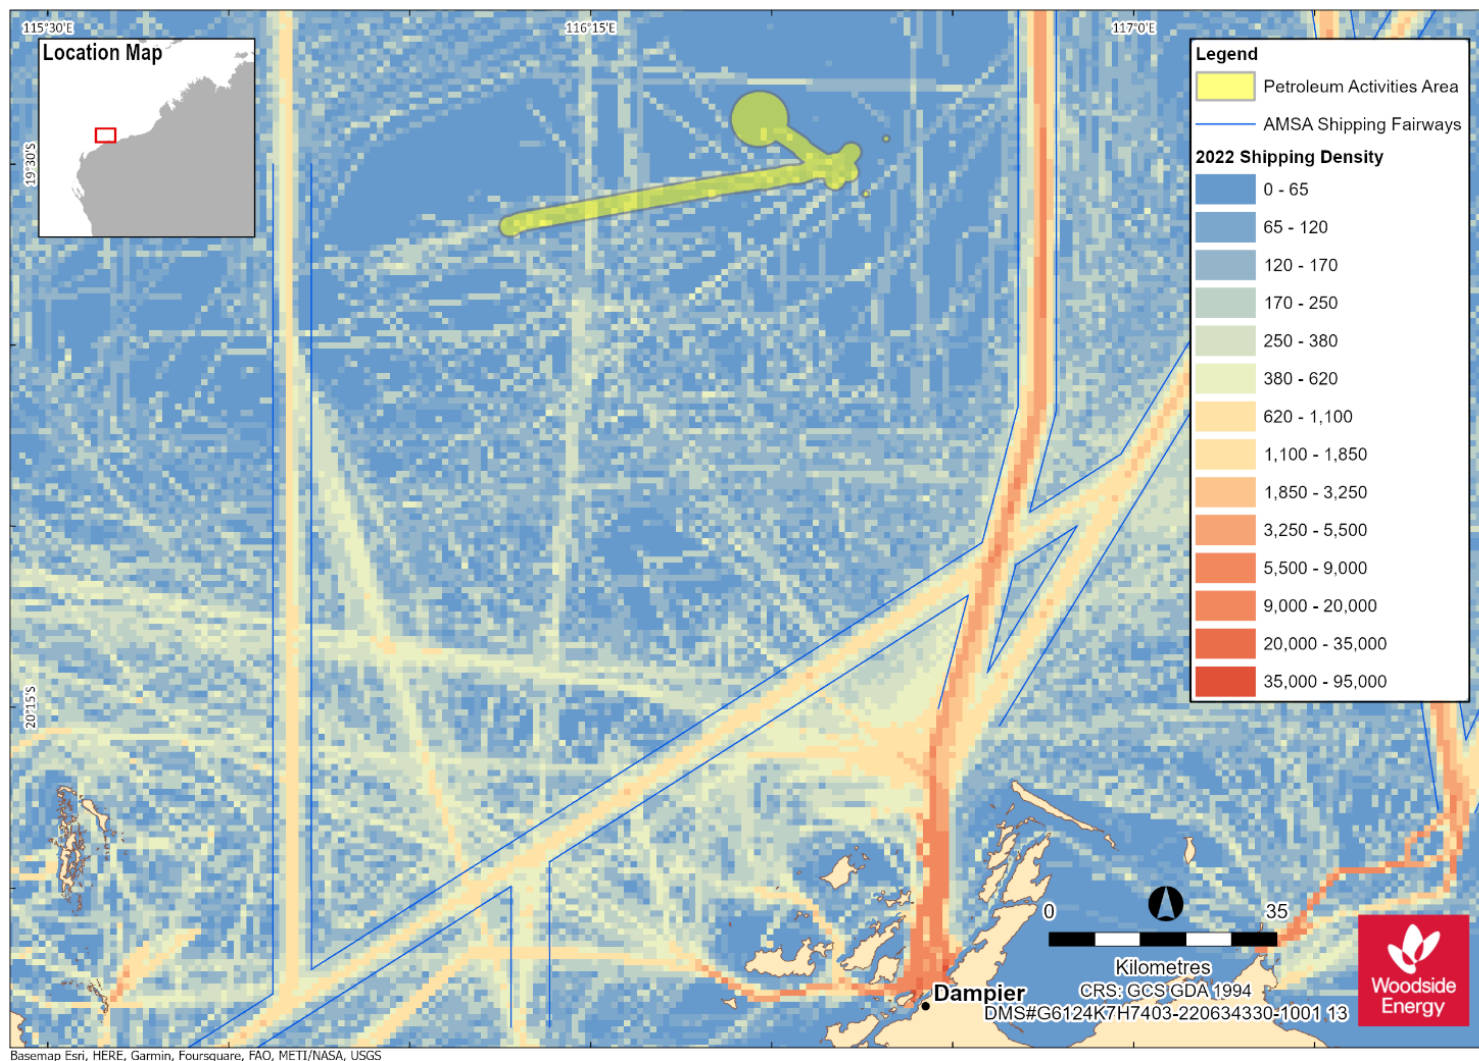 115°30'E
116°15'E
117°0'E
Location Map
19°30'S
20°15'S
Legend
Petroleum Activities Area
AMSA Shipping Fairways
2022 Shipping Density
0 - 65
65 - 120
120 - 170
170 - 250
250 - 380
380 - 620
620 - 1,100
1,100 - 1,850
1,850 - 3,250
3,250 - 5,500
5,500 - 9,000
9,000 - 20,000
20,000 - 35,000
35,000 - 95,000
0 35
Kilometres
CRS: GCS GDA 1994
DMS#G6124K7H7403-220634330-1001 13
Dampier
Woodside
Energy
Basemap Esri, HERE, Garmin, Foursquare, FAO, METI/NASA, USGS